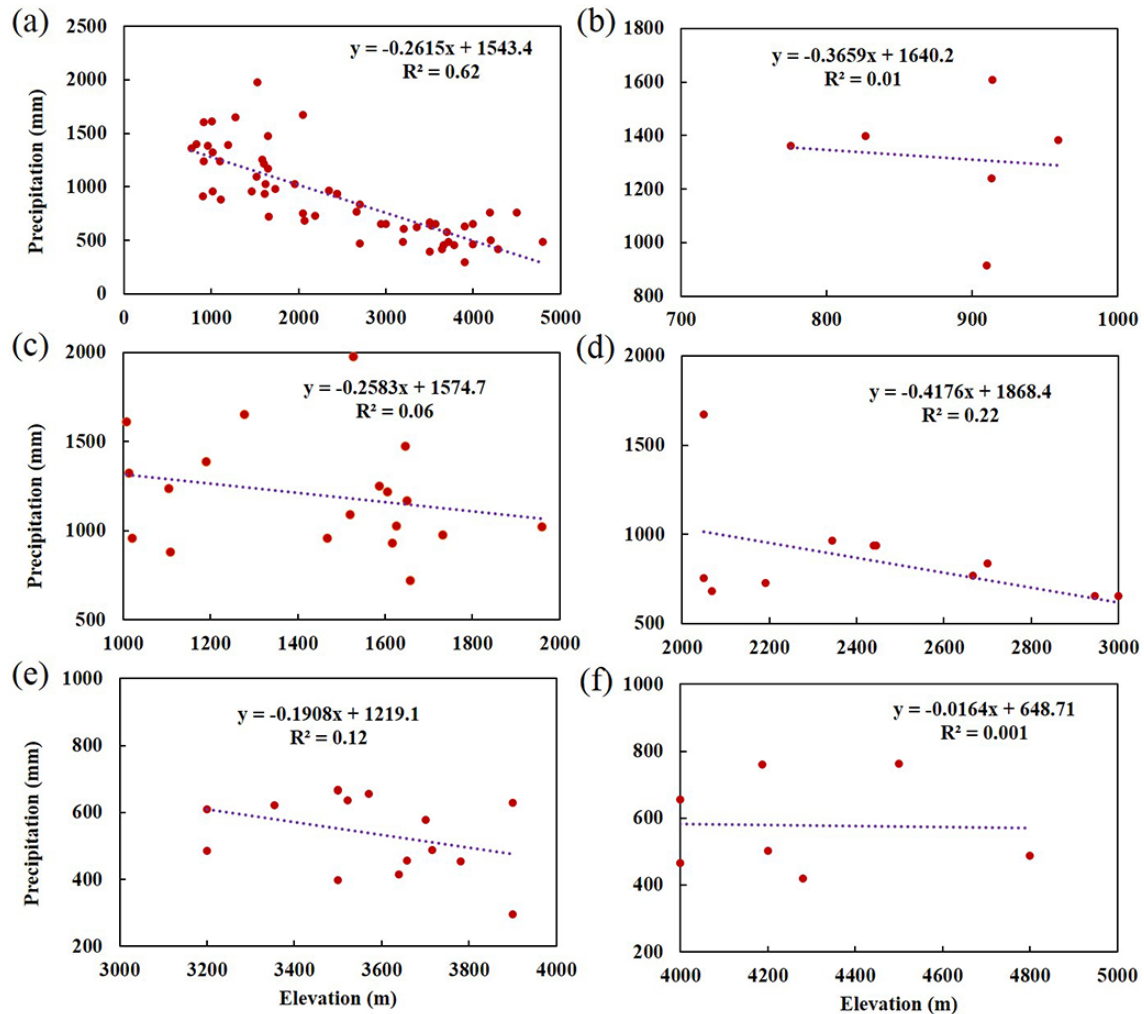 (a)
y = -0.2615x + 1543.4
R² = 0.62
Precipitation (mm)
2500
2000
1500
1000
500
0
0 1000 2000 3000 4000 5000
(b)
y = -0.3659x + 1640.2
R² = 0.01
1800
1600
1400
1200
1000
800
700 800 900 1000
(c)
y = -0.2583x + 1574.7
R² = 0.06
Precipitation (mm)
2000
1500
1000
500
1000 1200 1400 1600 1800 2000
(d)
y = -0.4176x + 1868.4
R² = 0.22
2000
1500
1000
500
2000 2200 2400 2600 2800 3000
(e)
y = -0.1908x + 1219.1
R² = 0.12
Precipitation (mm)
1000
800
600
400
200
3000 3200 3400 3600 3800 4000
Elevation (m)
(f)
y = -0.0164x + 648.71
R² = 0.001
1000
800
600
400
200
4000 4200 4400 4600 4800 5000
Elevation (m)